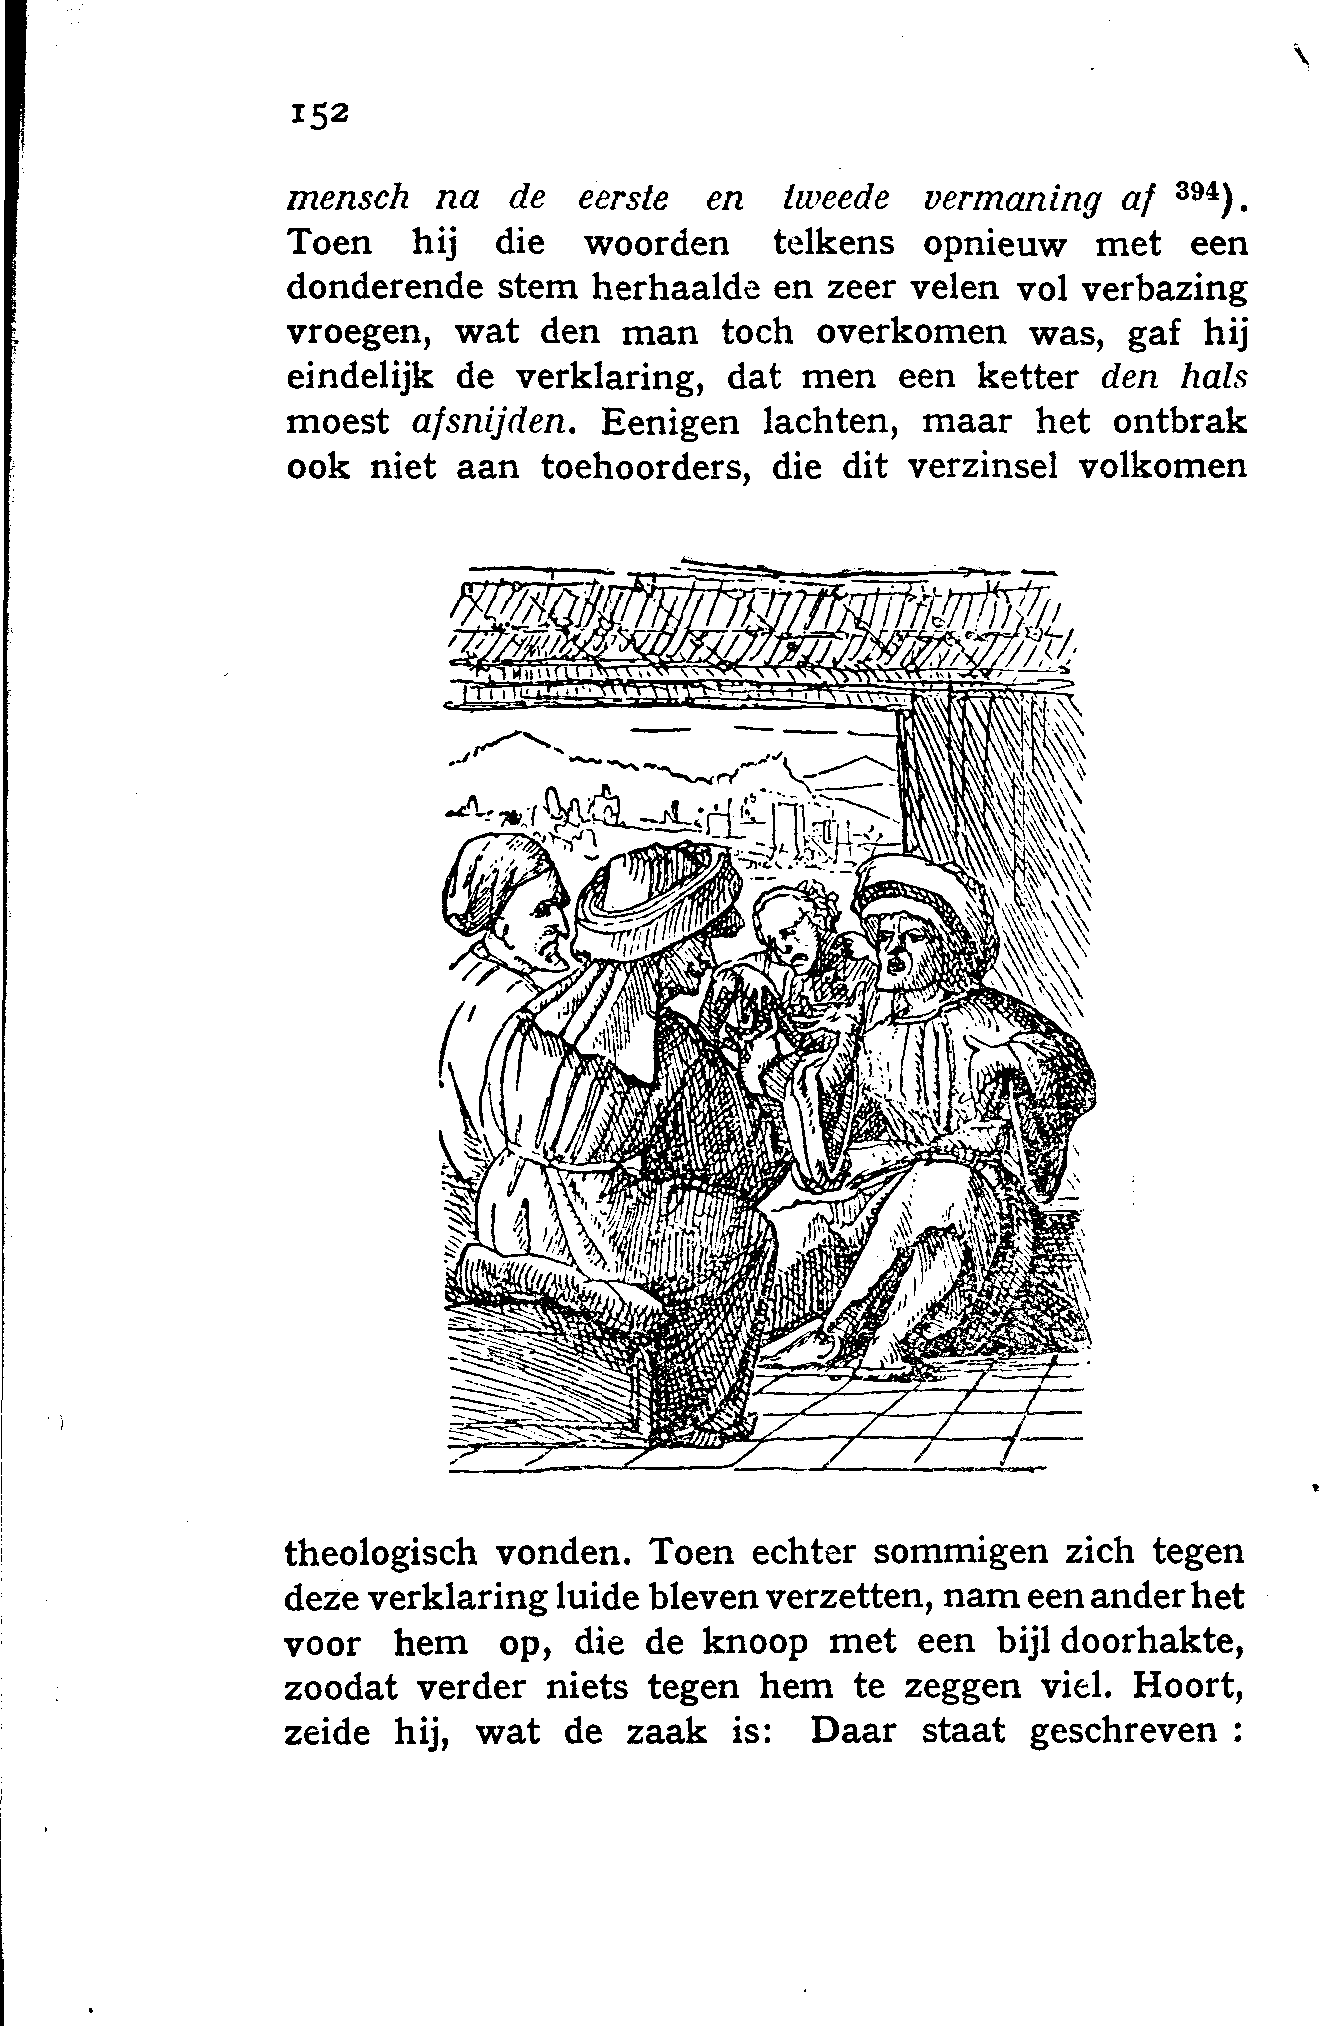 152
mensch na de eerste en tweede vermaning af 394).
Toen hij die woorden telkens opnieuw met een
donderende stem herhaalde en zeer velen vol verbazing
vroegen, wat den man toch overkomen was, gaf hij
eindelijk de verklaring, dat men een ketter den hals
moest afsnijden. Eenigen lachten, maar het ontbrak
ook niet aan toehoorders, die dit verzinsel volkomen
theologisch vonden. Toen echter sommigen zich tegen
deze verklaring luide bleven verzetten, nam een ander het
voor hem op, die de knoop met een bijl doorhakte,
zoodat verder niets tegen hem te zeggen viel. Hoort,
zeide hij, wat de zaak is: Daar staat geschreven :